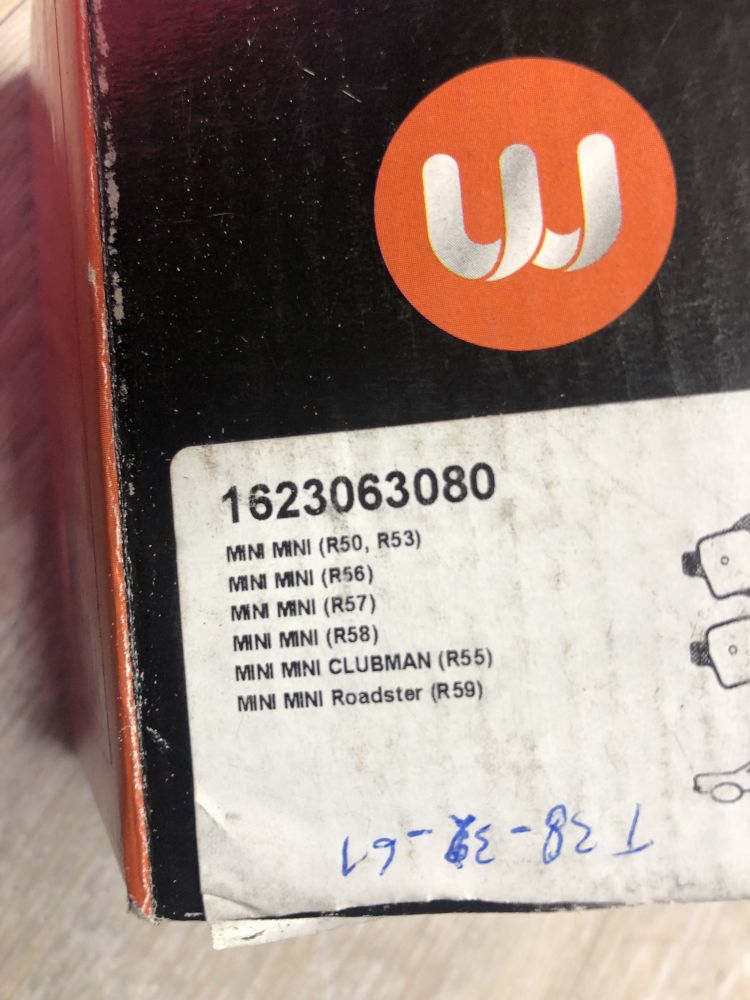 1623063080
MINI MINI (R50, R53)
MINI MINI (R56)
MINI MINI (R57)
MINI MINI (R58)
MINI MINI CLUBMAN (R55)
MINI MINI Roadster (R59)